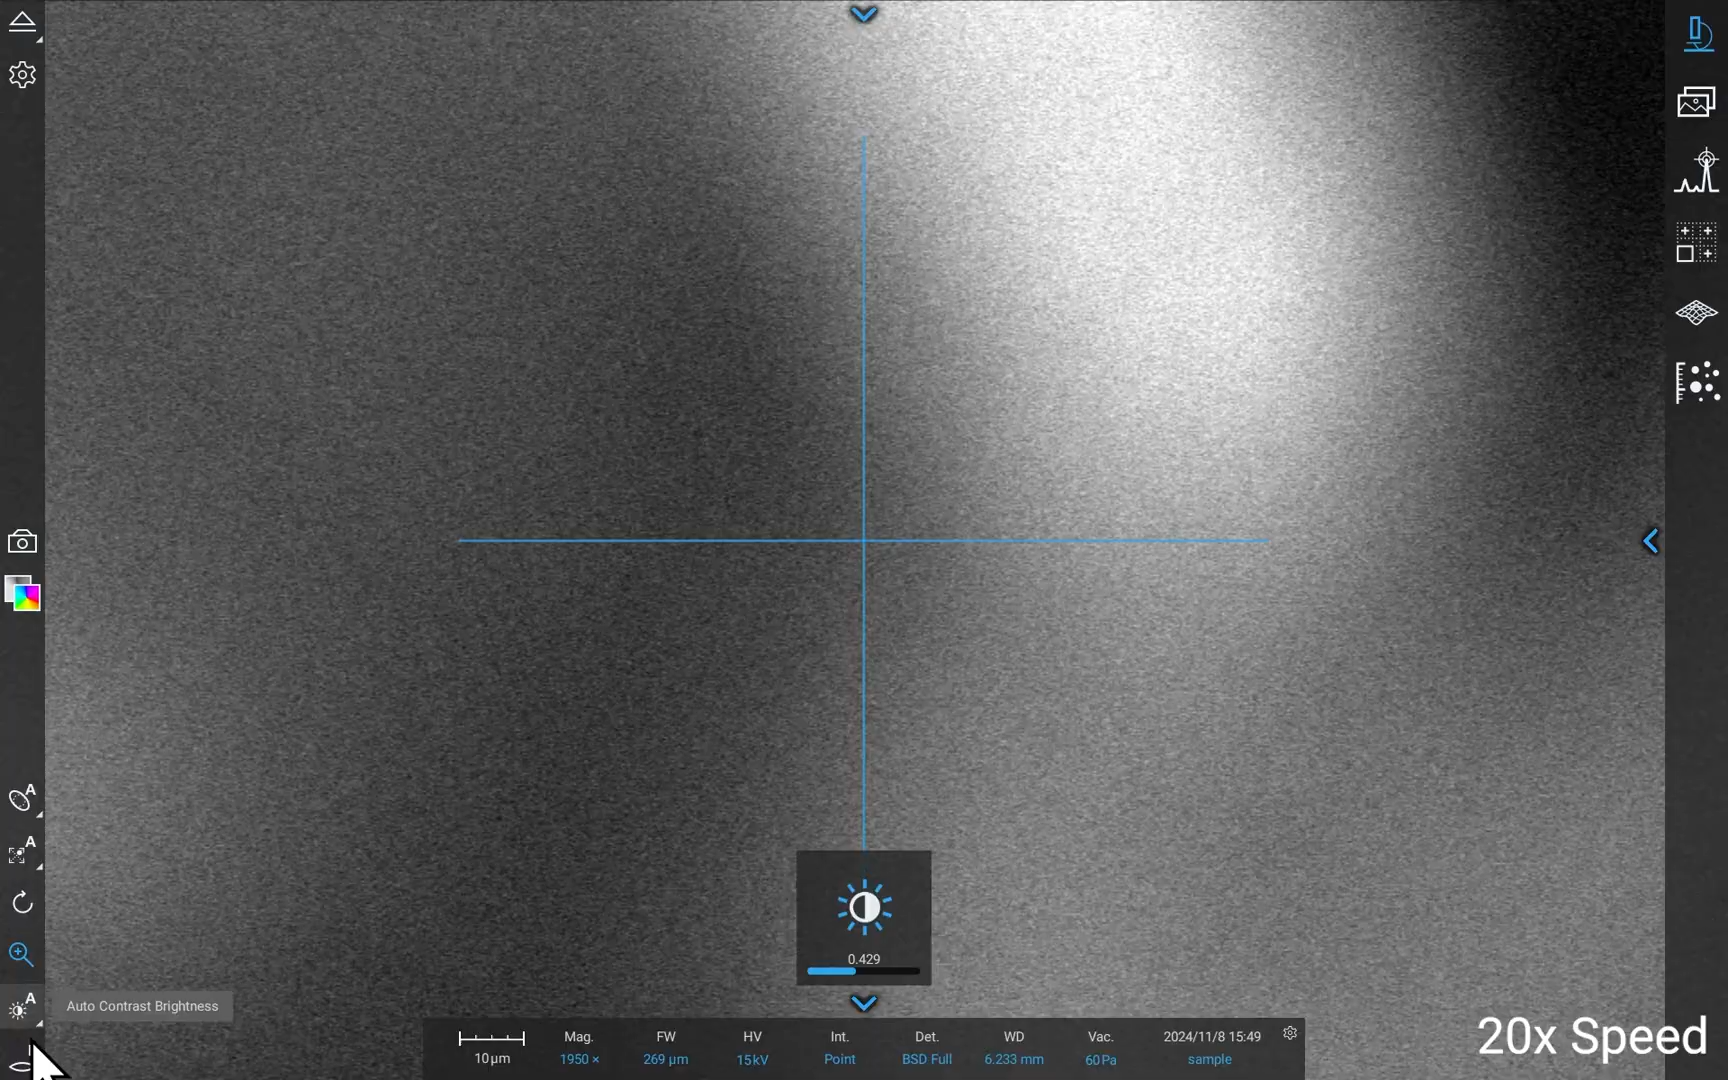 A
A
A
Auto Contrast Brightness
0.429
10µm
Mag.
1950 ×
FW
269 µm
HV
15kV
Int.
Point
Det.
BSD Full
WD
6.233 mm
Vac.
60Pa
2024/11/8 15:49
sample
20x Speed